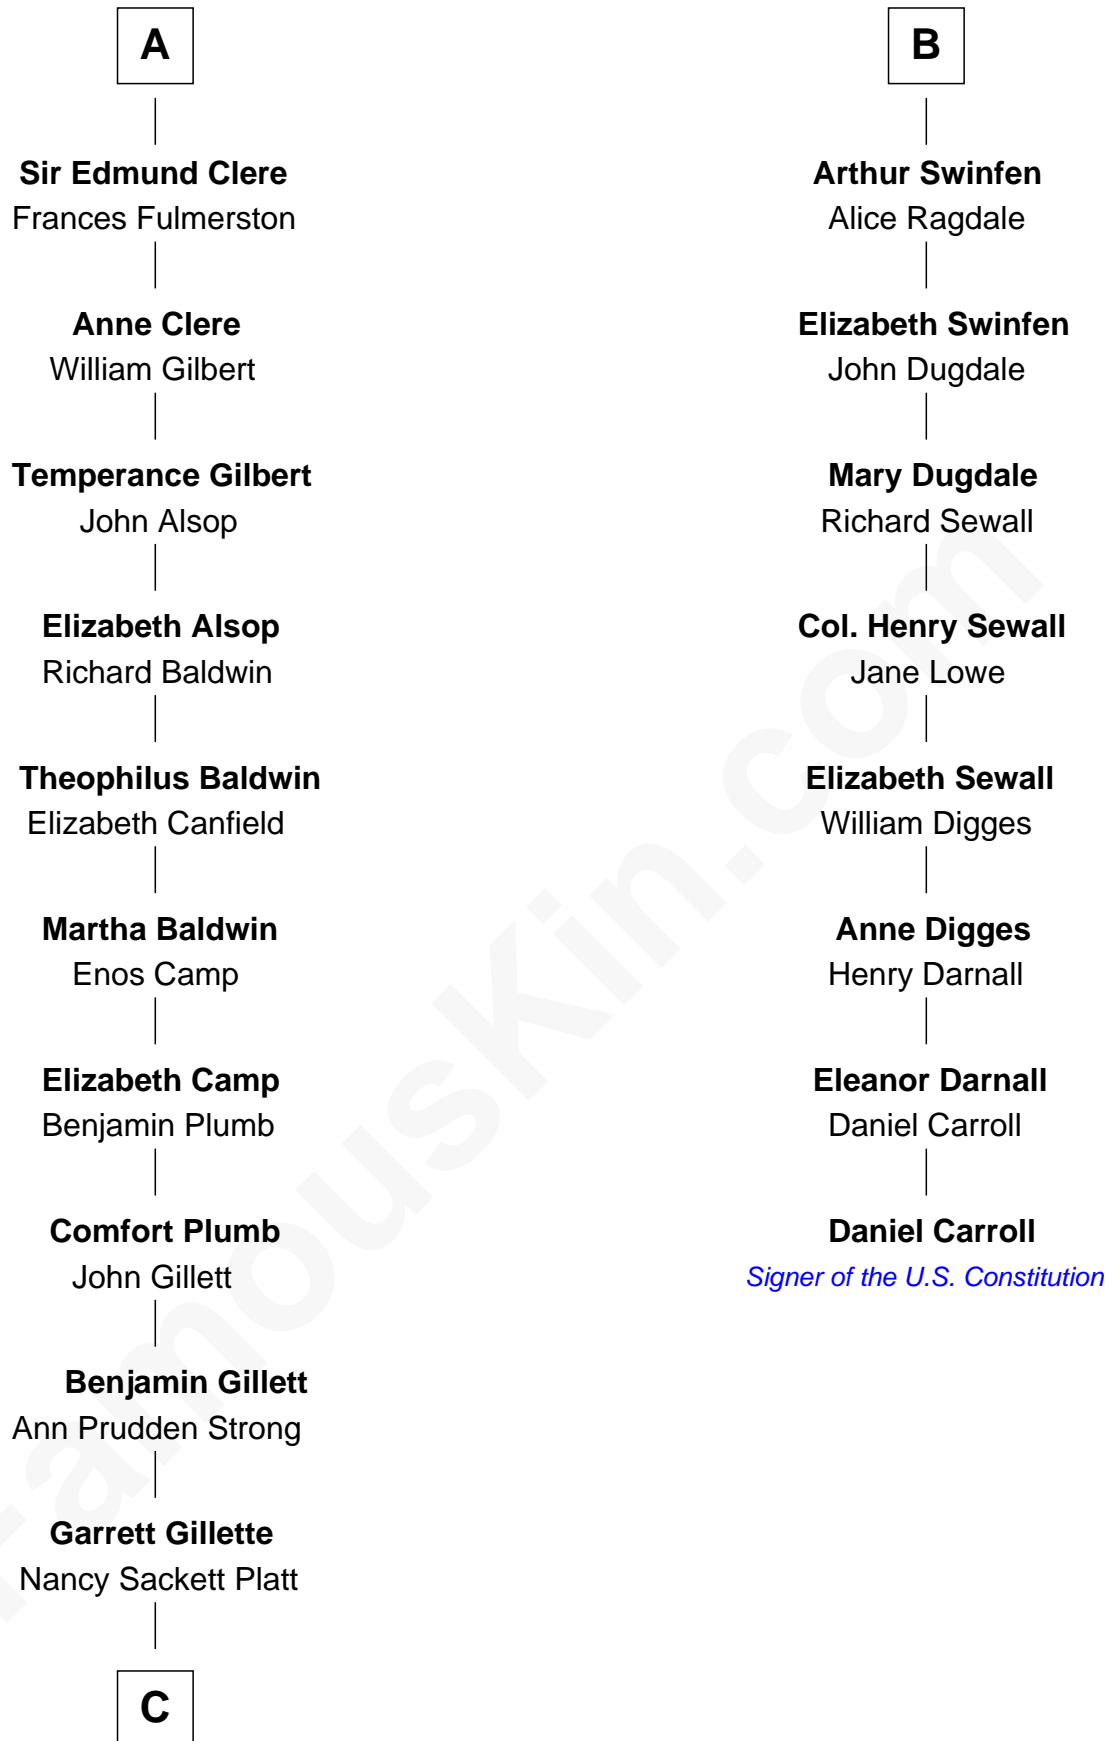 A
Sir Edmund Clere
Frances Fulmerston
Anne Clere
William Gilbert
Temperance Gilbert
John Alsop
Elizabeth Alsop
Richard Baldwin
Theophilus Baldwin
Elizabeth Canfield
Martha Baldwin
Enos Camp
Elizabeth Camp
Benjamin Plumb
Comfort Plumb
John Gillett
Benjamin Gillett
Ann Prudden Strong
Garrett Gillette
Nancy Sackett Platt
C
B
Arthur Swinfen
Alice Ragdale
Elizabeth Swinfen
John Dugdale
Mary Dugdale
Richard Sewall
Col. Henry Sewall
Jane Lowe
Elizabeth Sewall
William Digges
Anne Digges
Henry Darnall
Eleanor Darnall
Daniel Carroll
Daniel Carroll
Signer of the U.S. Constitution
FamousKin.com